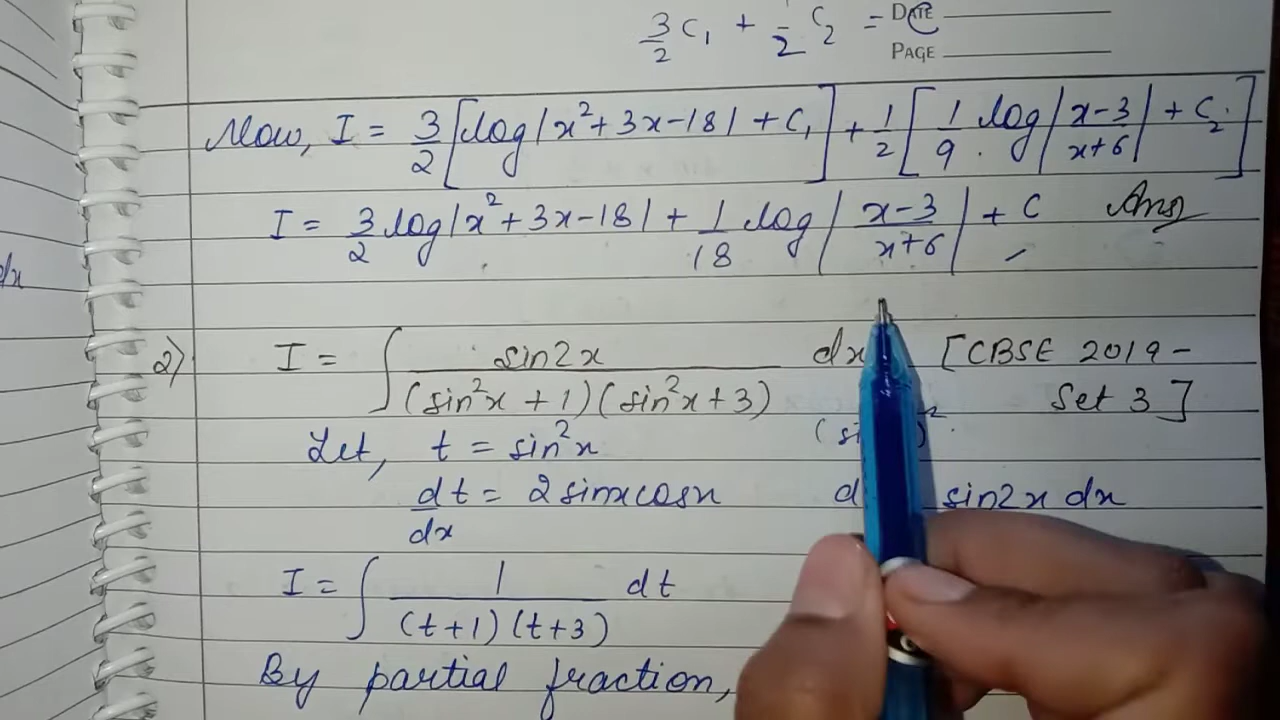 3/2 C₁ + 1/2 C₂ = C
DATE
PAGE
Now, I = 3/2 [log|x² + 3x - 18| + C₁] + 1/2 [1/9 . log|(x-3)/(x+6)| + C₂]
I = 3/2 log|x² + 3x - 18| + 1/18 log|(x-3)/(x+6)| + C Ans
dx
2) I = ∫ sin2x / (sin²x + 1)(sin²x + 3) dx [CBSE 2019 -
Set 3]
Let, t = sin²x
dt/dx = 2 sinx cosx sin2x dx
I = ∫ 1 / (t+1)(t+3) dt
By partial fraction,